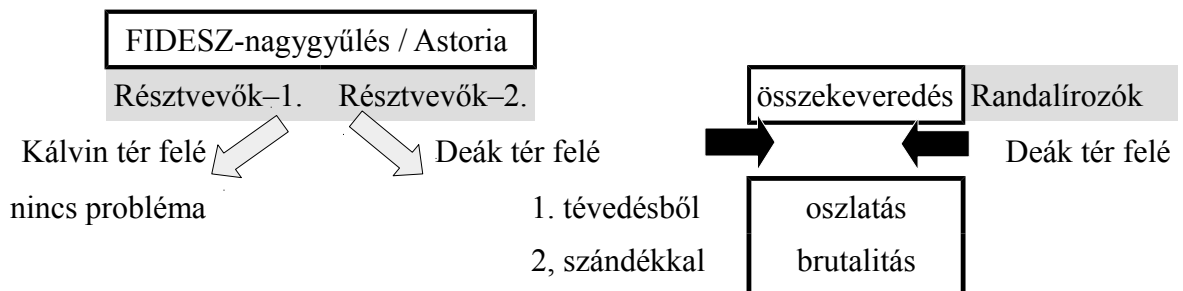 FIDESZ-nagygyűlés / Astoria
Résztvevők–1. Résztvevők–2. összekeveredés Randalírozók
Kálvin tér felé Deák tér felé Deák tér felé
nincs probléma 1. tévedésből oszlatás
2, szándékkal brutalitás